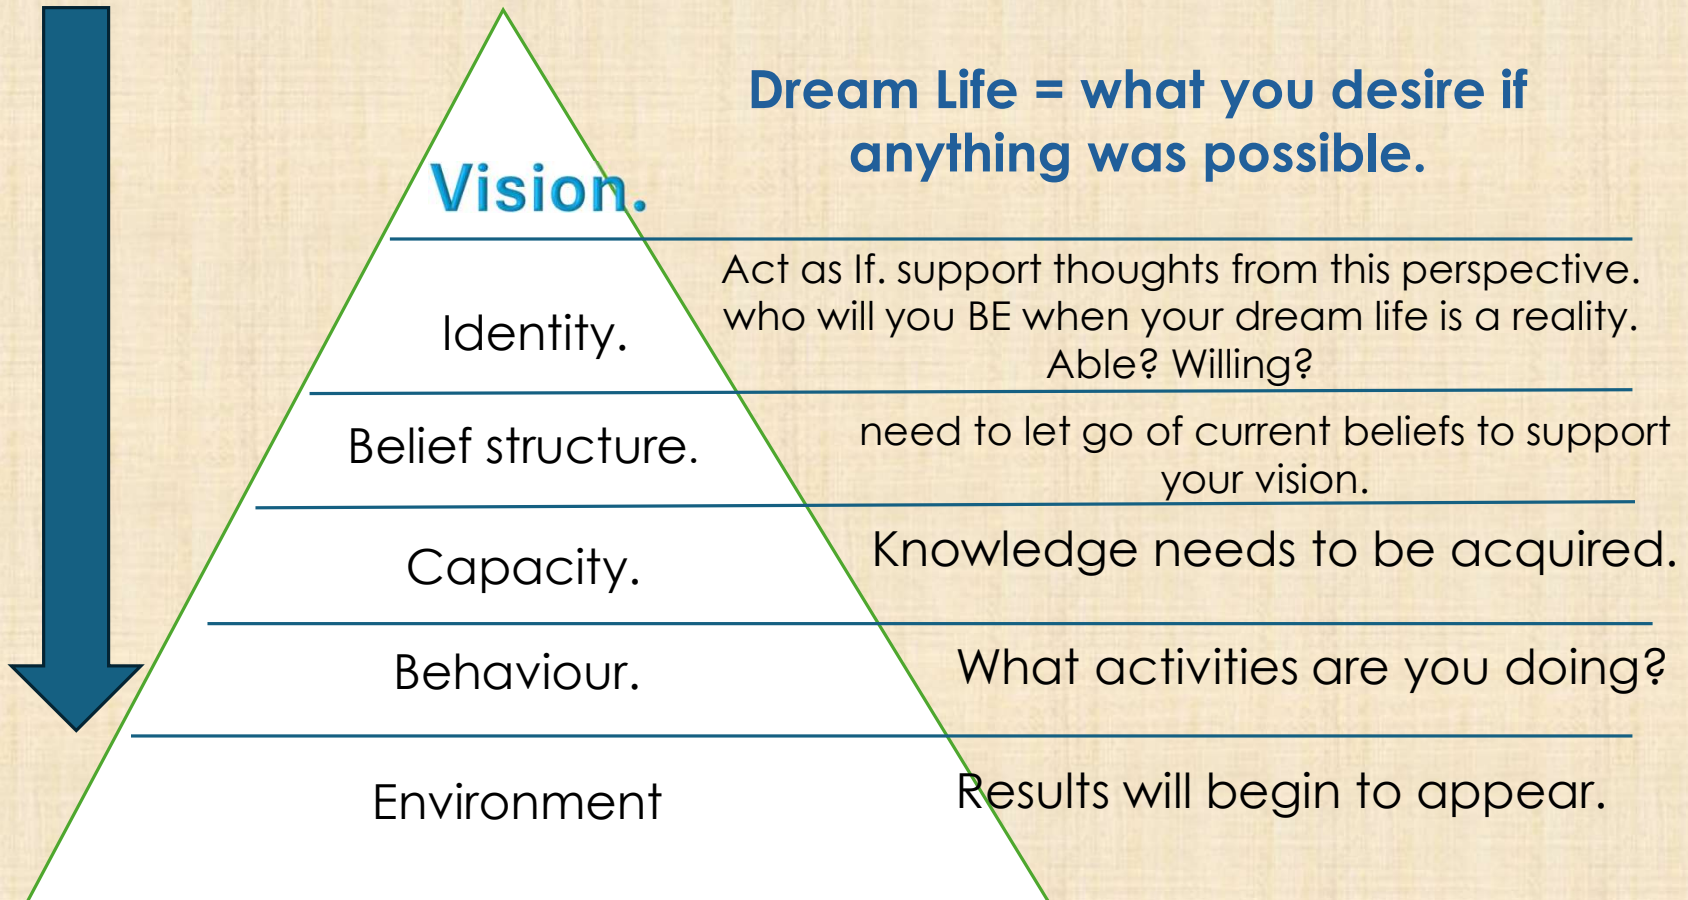 Dream Life = what you desire if
anything was possible.
Vision.
Act as If. support thoughts from this perspective.
who will you BE when your dream life is a reality.
Able? Willing?
Identity.
need to let go of current beliefs to support
your vision.
Belief structure.
Knowledge needs to be acquired.
Capacity.
What activities are you doing?
Behaviour.
Results will begin to appear.
Environment